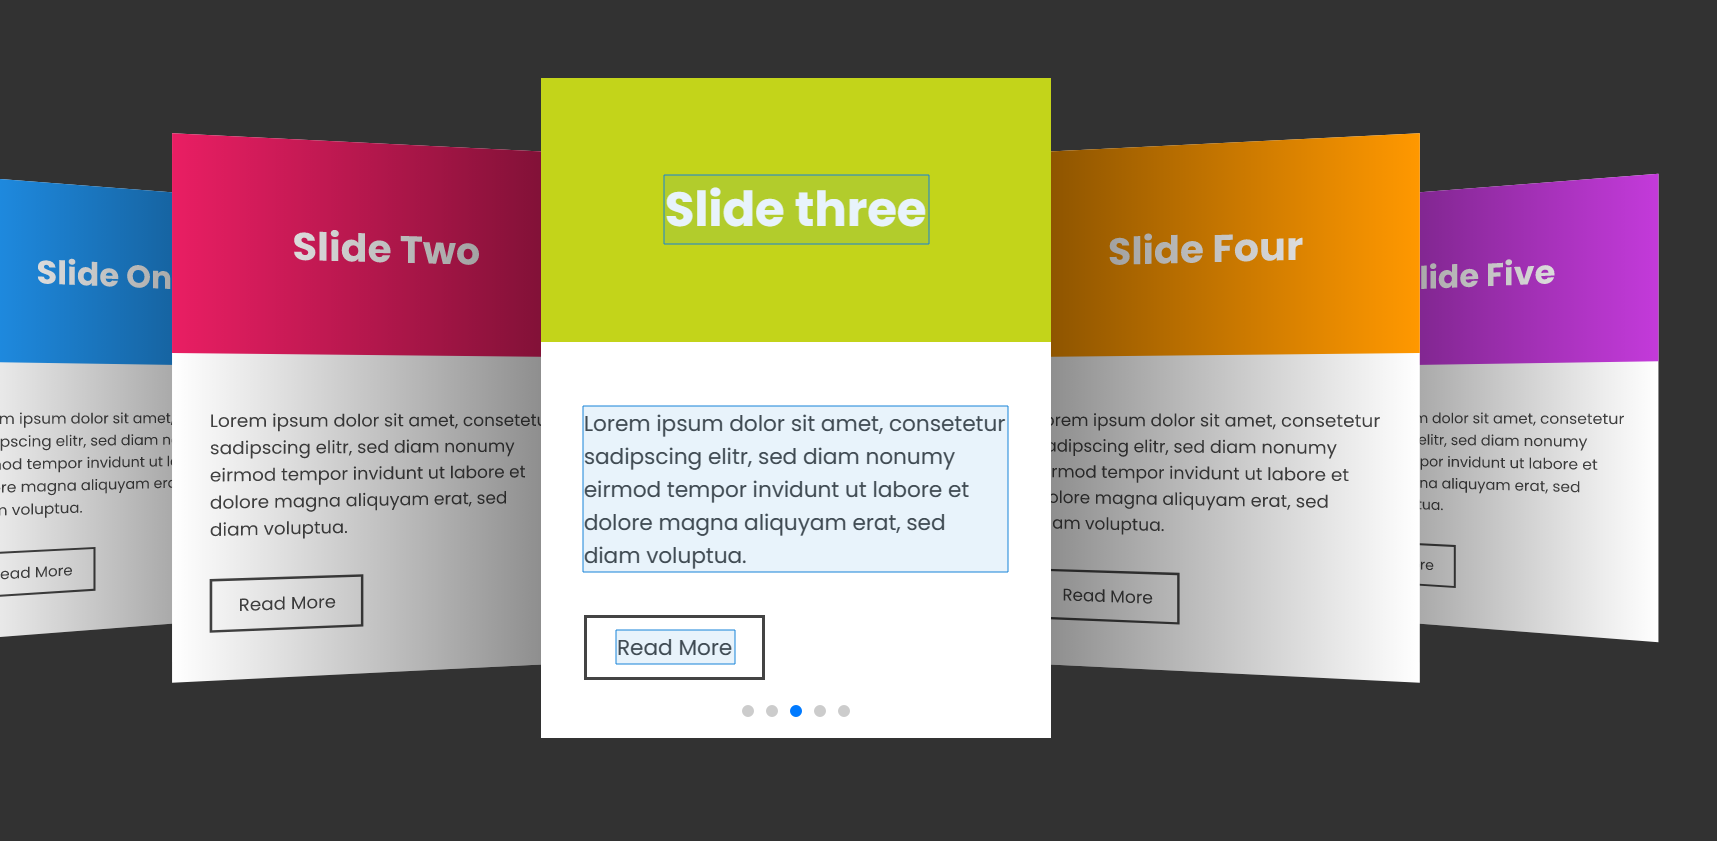 Slide On
m ipsum dolor sit amet,
pscing elitr, sed diam n
od tempor invidunt ut l
re magna aliquyam era
n voluptua.
ead More
Slide Two
Lorem ipsum dolor sit amet, consetetu
sadipscing elitr, sed diam nonumy
eirmod tempor invidunt ut labore et
dolore magna aliquyam erat, sed
diam voluptua.
Read More
Slide three
Lorem ipsum dolor sit amet, consetetur
sadipscing elitr, sed diam nonumy
eirmod tempor invidunt ut labore et
dolore magna aliquyam erat, sed
diam voluptua.
Read More
Slide Four
orem ipsum dolor sit amet, consetetur
adipscing elitr, sed diam nonumy
rmod tempor invidunt ut labore et
olore magna aliquyam erat, sed
am voluptua.
Read More
lide Five
m dolor sit amet, consetetur
elitr, sed diam nonumy
por invidunt ut labore et
na aliquyam erat, sed
tua.
re